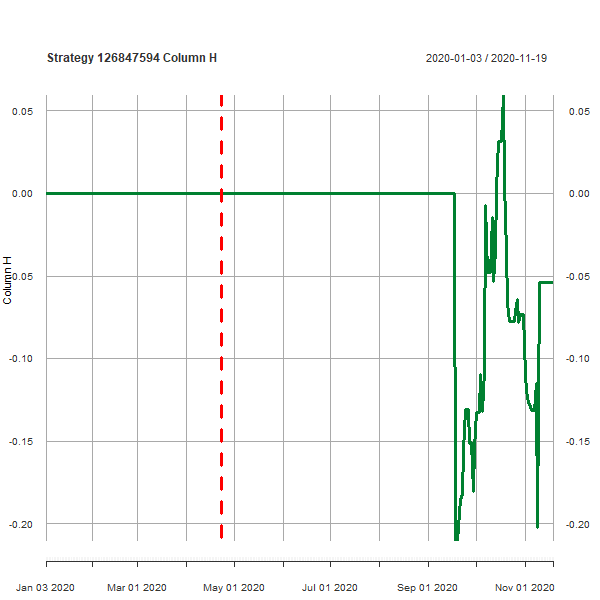 Strategy 126847594 Column H
2020-01-03 / 2020-11-19
0.05
0.05
0.00
0.00
-0.05
-0.05
Column H
-0.10
-0.10
-0.15
-0.15
-0.20
-0.20
Jan 03 2020
Mar 01 2020
May 01 2020
Jul 01 2020
Sep 01 2020
Nov 01 2020